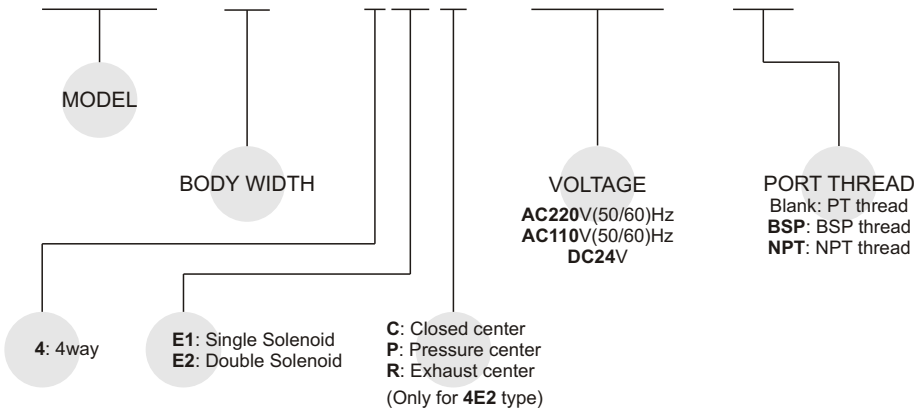 MODEL
BODY WIDTH
VOLTAGE
AC220V(50/60)Hz
AC110V(50/60)Hz
DC24V
PORT THREAD
Blank: PT thread
BSP: BSP thread
NPT: NPT thread
4: 4way
E1: Single Solenoid
E2: Double Solenoid
C: Closed center
P: Pressure center
R: Exhaust center
(Only for 4E2 type)